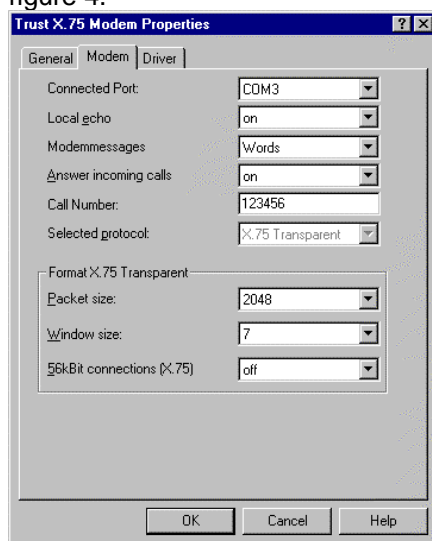 figure 4.
Trust X.75 Modem Properties ? X
General Modem Driver
Connected Port: COM3
Local echo on
Modemmessages Words
Answer incoming calls on
Call Number: 123456
Selected protocol: X.75 Transparent
Format X.75 Transparent
Packet size: 2048
Window size: 7
56kBit connections (X.75) off
OK Cancel Help